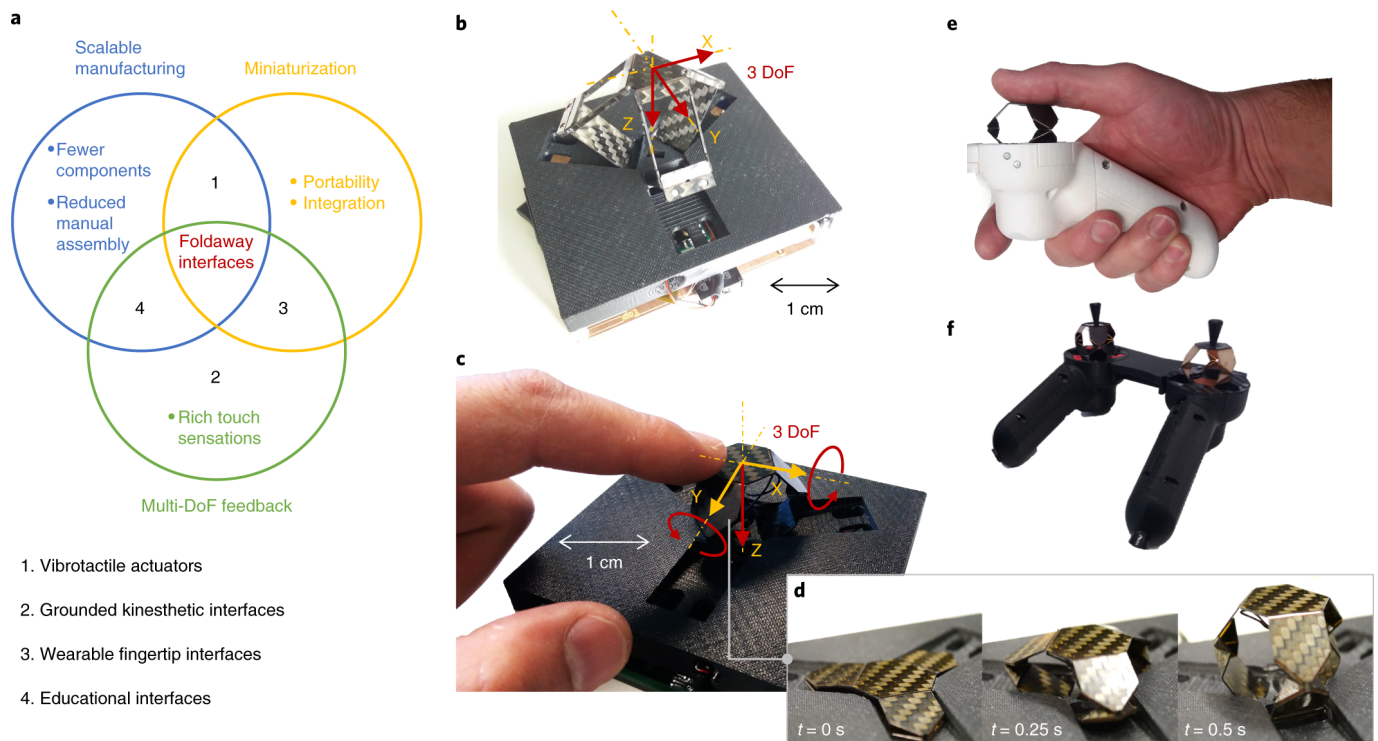 a
Scalable
manufacturing
Miniaturization
• Fewer
components
• Reduced
manual
assembly
1
• Portability
• Integration
Foldaway
interfaces
4
3
2
• Rich touch
sensations
Multi-DoF feedback
1. Vibrotactile actuators
2. Grounded kinesthetic interfaces
3. Wearable fingertip interfaces
4. Educational interfaces
b
X
3 DoF
Z
Y
1 cm
c
3 DoF
Y
X
Z
1 cm
d
t = 0 s
t = 0.25 s
t = 0.5 s
e
f